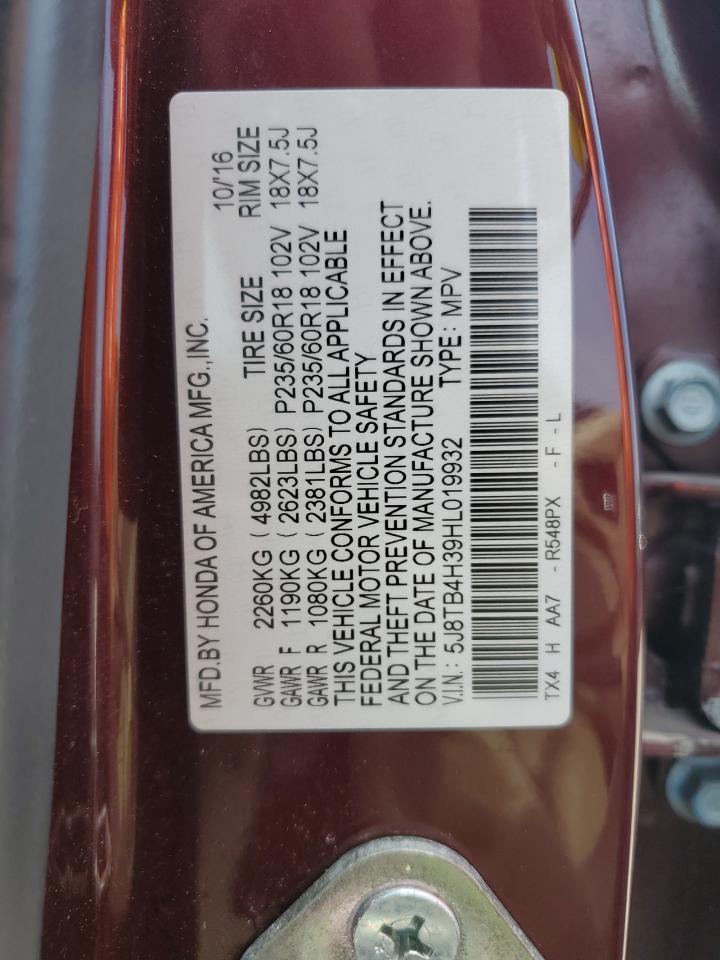 MFD.BY HONDA OF AMERICA MFG.,INC. 10/'16
TIRE SIZE RIM SIZE
GVWR 2260KG ( 4982LBS)
GAWR F 1190KG ( 2623LBS) P235/60R18 102V 18X7.5J
GAWR R 1080KG ( 2381LBS) P235/60R18 102V 18X7.5J
THIS VEHICLE CONFORMS TO ALL APPLICABLE
FEDERAL MOTOR VEHICLE SAFETY
AND THEFT PREVENTION STANDARDS IN EFFECT
ON THE DATE OF MANUFACTURE SHOWN ABOVE.
V.I.N.: 5J8TB4H39HL019932 TYPE: MPV
TX4 H AA7 - R548PX - F - L